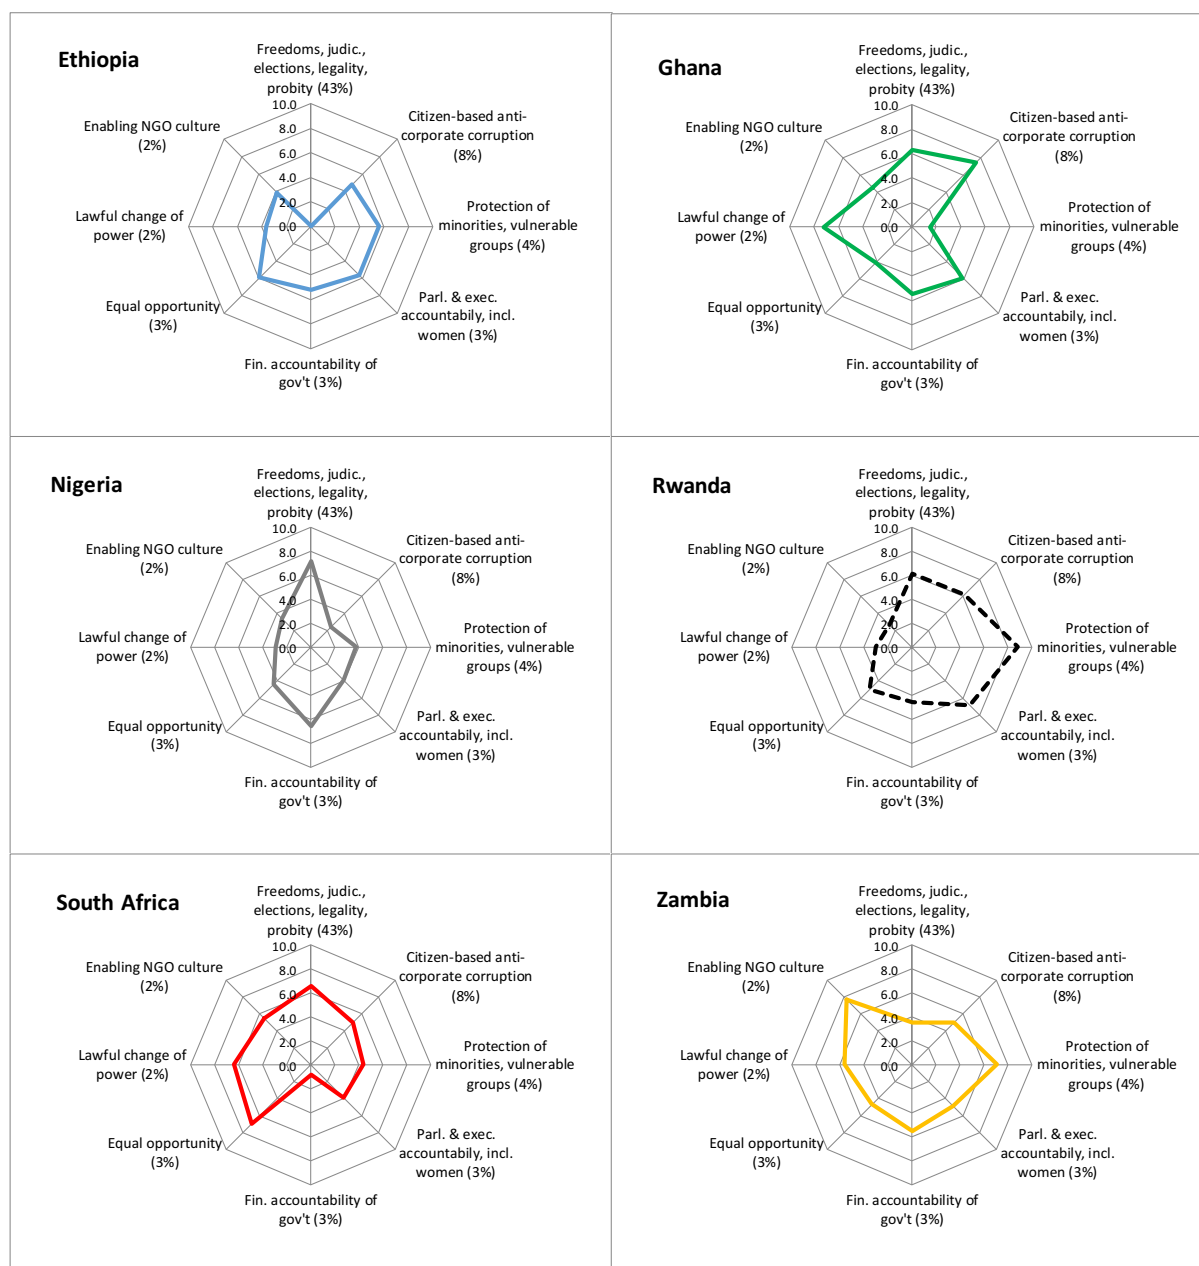 Ethiopia
Freedoms, judic.,
elections, legality,
probity (43%)
Citizen-based anti-
corporate corruption
(8%)
Protection of
minorities, vulnerable
groups (4%)
Parl. & exec.
accountabily, incl.
women (3%)
Fin. accountability of
gov't (3%)
Equal opportunity
(3%)
Lawful change of
power (2%)
Enabling NGO culture
(2%)
10.0
8.0
6.0
4.0
2.0
0.0
Ghana
Freedoms, judic.,
elections, legality,
probity (43%)
Citizen-based anti-
corporate corruption
(8%)
Protection of
minorities, vulnerable
groups (4%)
Parl. & exec.
accountabily, incl.
women (3%)
Fin. accountability of
gov't (3%)
Equal opportunity
(3%)
Lawful change of
power (2%)
Enabling NGO culture
(2%)
10.0
8.0
6.0
4.0
2.0
0.0
Nigeria
Freedoms, judic.,
elections, legality,
probity (43%)
Citizen-based anti-
corporate corruption
(8%)
Protection of
minorities, vulnerable
groups (4%)
Parl. & exec.
accountabily, incl.
women (3%)
Fin. accountability of
gov't (3%)
Equal opportunity
(3%)
Lawful change of
power (2%)
Enabling NGO culture
(2%)
10.0
8.0
6.0
4.0
2.0
0.0
Rwanda
Freedoms, judic.,
elections, legality,
probity (43%)
Citizen-based anti-
corporate corruption
(8%)
Protection of
minorities, vulnerable
groups (4%)
Parl. & exec.
accountabily, incl.
women (3%)
Fin. accountability of
gov't (3%)
Equal opportunity
(3%)
Lawful change of
power (2%)
Enabling NGO culture
(2%)
10.0
8.0
6.0
4.0
2.0
0.0
South Africa
Freedoms, judic.,
elections, legality,
probity (43%)
Citizen-based anti-
corporate corruption
(8%)
Protection of
minorities, vulnerable
groups (4%)
Parl. & exec.
accountabily, incl.
women (3%)
Fin. accountability of
gov't (3%)
Equal opportunity
(3%)
Lawful change of
power (2%)
Enabling NGO culture
(2%)
10.0
8.0
6.0
4.0
2.0
0.0
Zambia
Freedoms, judic.,
elections, legality,
probity (43%)
Citizen-based anti-
corporate corruption
(8%)
Protection of
minorities, vulnerable
groups (4%)
Parl. & exec.
accountabily, incl.
women (3%)
Fin. accountability of
gov't (3%)
Equal opportunity
(3%)
Lawful change of
power (2%)
Enabling NGO culture
(2%)
10.0
8.0
6.0
4.0
2.0
0.0